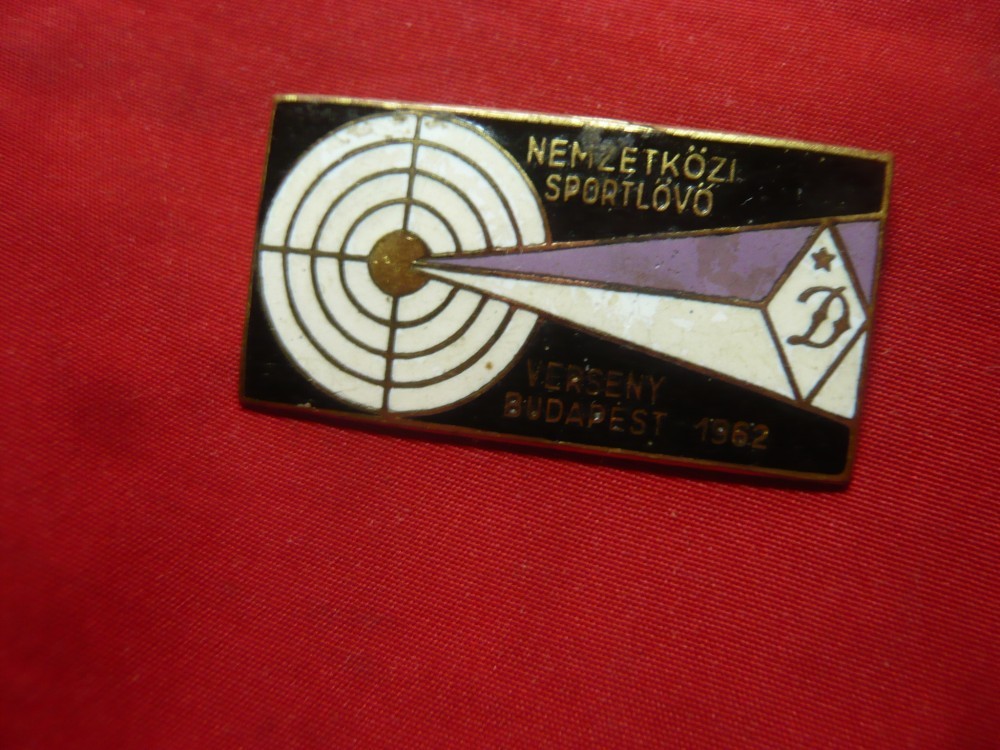 NEMZETKÖZI
SPORTLÖVŐ
D
VERSENY
BUDAPEST 1962